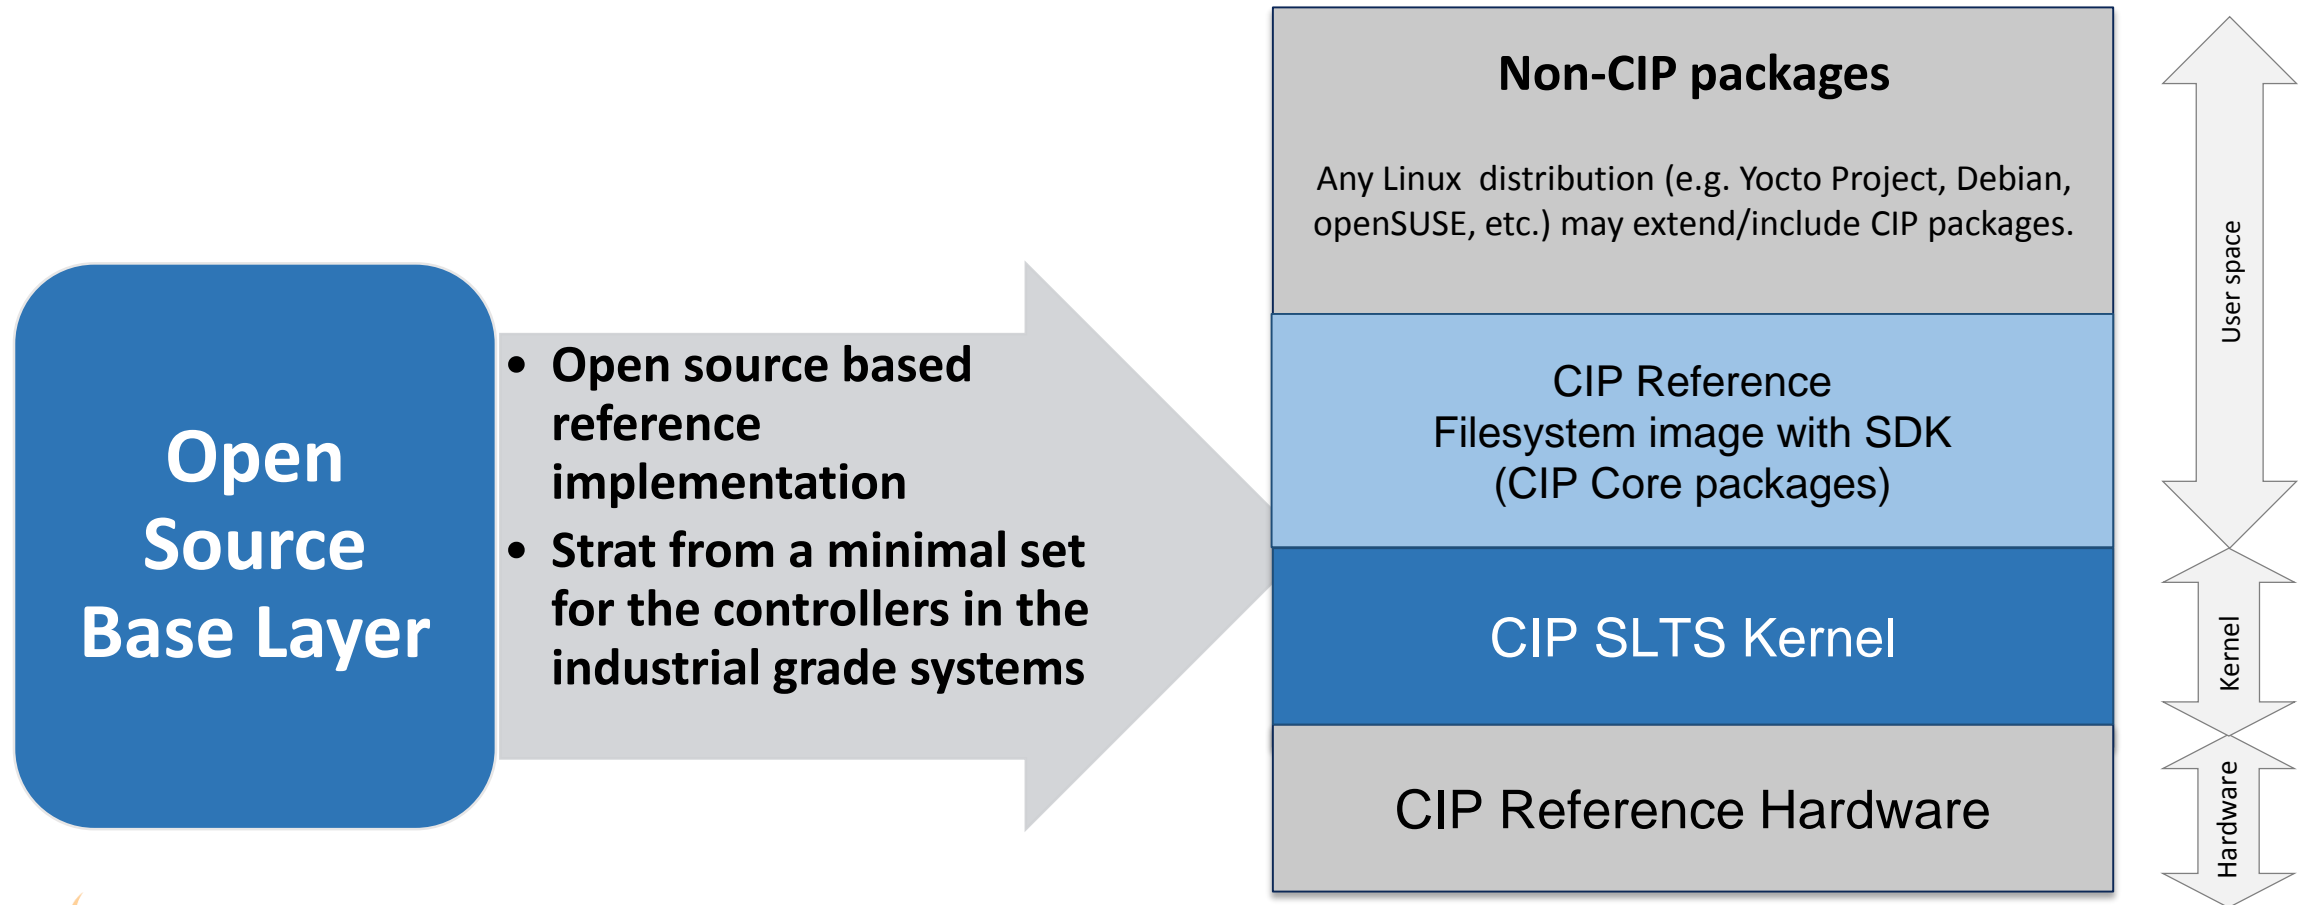 Open
Source
Base Layer
• Open source based
reference
implementation
• Strat from a minimal set
for the controllers in the
industrial grade systems
Non-CIP packages
Any Linux  distribution (e.g. Yocto Project, Debian,
openSUSE, etc.) may extend/include CIP packages.
CIP Reference
Filesystem image with SDK
(CIP Core packages)
CIP SLTS Kernel
CIP Reference Hardware
User space
Kernel
Hardware